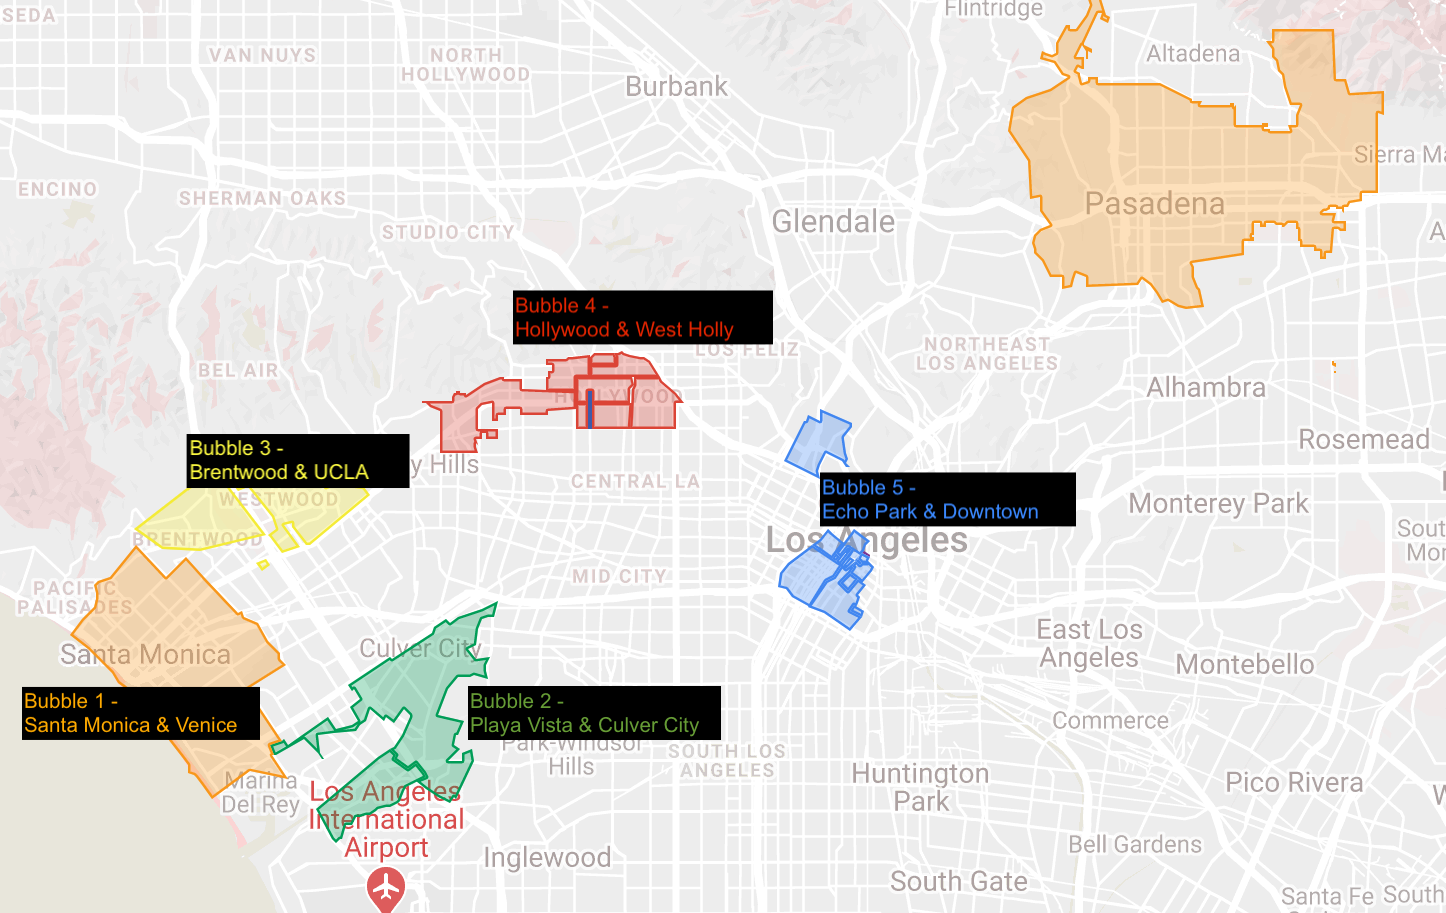 SEDA
Flintridge
VAN NUYS
NORTH
HOLLYWOOD
Burbank
Altadena
Sierra Ma
ENCINO
SHERMAN OAKS
STUDIO CITY
Glendale
Pasadena
A
Bubble 4 -
Hollywood & West Holly
LOS FELIZ
NORTHEAST
LOS ANGELES
BEL AIR
HOLLYWOOD
Alhambra
Bubble 3 -
Brentwood & UCLA
y Hills
Rosemead
CENTRAL LA
Bubble 5 -
Echo Park & Downtown
WESTWOOD
Monterey Park
BRENTWOOD
Los Angeles
South
Mon
MID CITY
PACIFIC
PALISADES
Santa Monica
Culver City
East Los
Angeles
Montebello
Bubble 1 -
Santa Monica & Venice
Bubble 2 -
Playa Vista & Culver City
Commerce
Park-Windsor
Hills
SOUTH LOS
ANGELES
Marina
Del Rey
Los Angeles
International
Airport
Huntington
Park
Pico Rivera
W
Inglewood
Bell Gardens
South Gate
Santa Fe
South